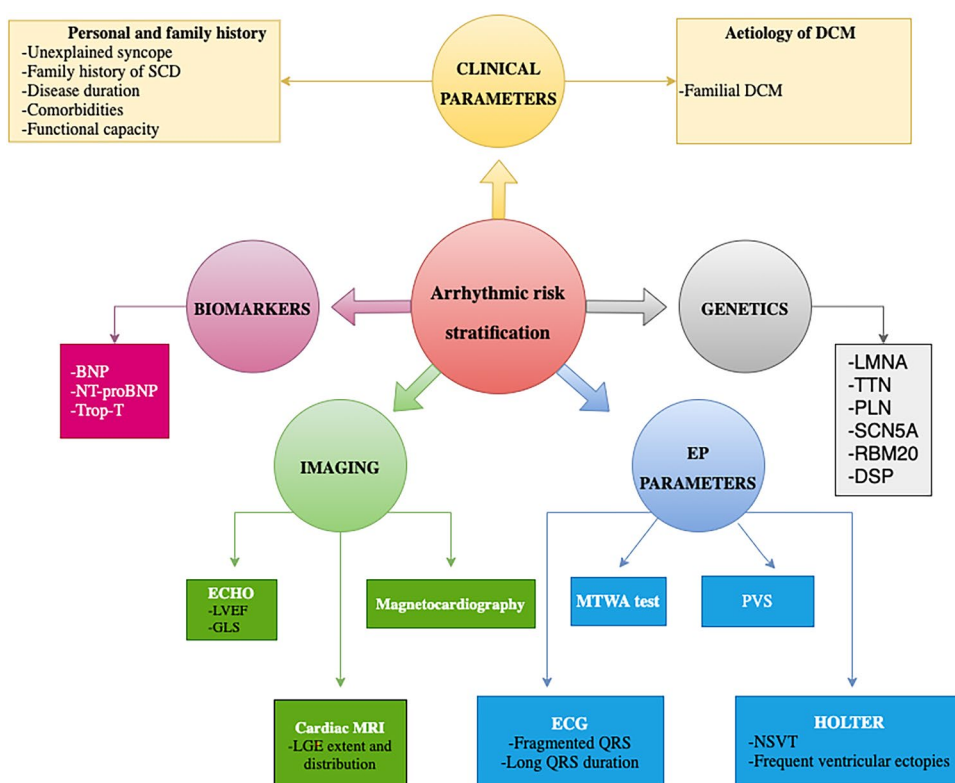 Personal and family history
-Unexplained syncope
-Family history of SCD
-Disease duration
-Comorbidities
-Functional capacity
CLINICAL
PARAMETERS
Aetiology of DCM
-Familial DCM
Arrhythmic risk
stratification
BIOMARKERS
-BNP
-NT-proBNP
-Trop-T
GENETICS
-LMNA
-TTN
-PLN
-SCN5A
-RBM20
-DSP
IMAGING
ECHO
-LVEF
-GLS
Magnetocardiography
Cardiac MRI
-LGE extent and
distribution
EP
PARAMETERS
MTWA test
PVS
ECG
-Fragmented QRS
-Long QRS duration
HOLTER
-NSVT
-Frequent ventricular ectopies